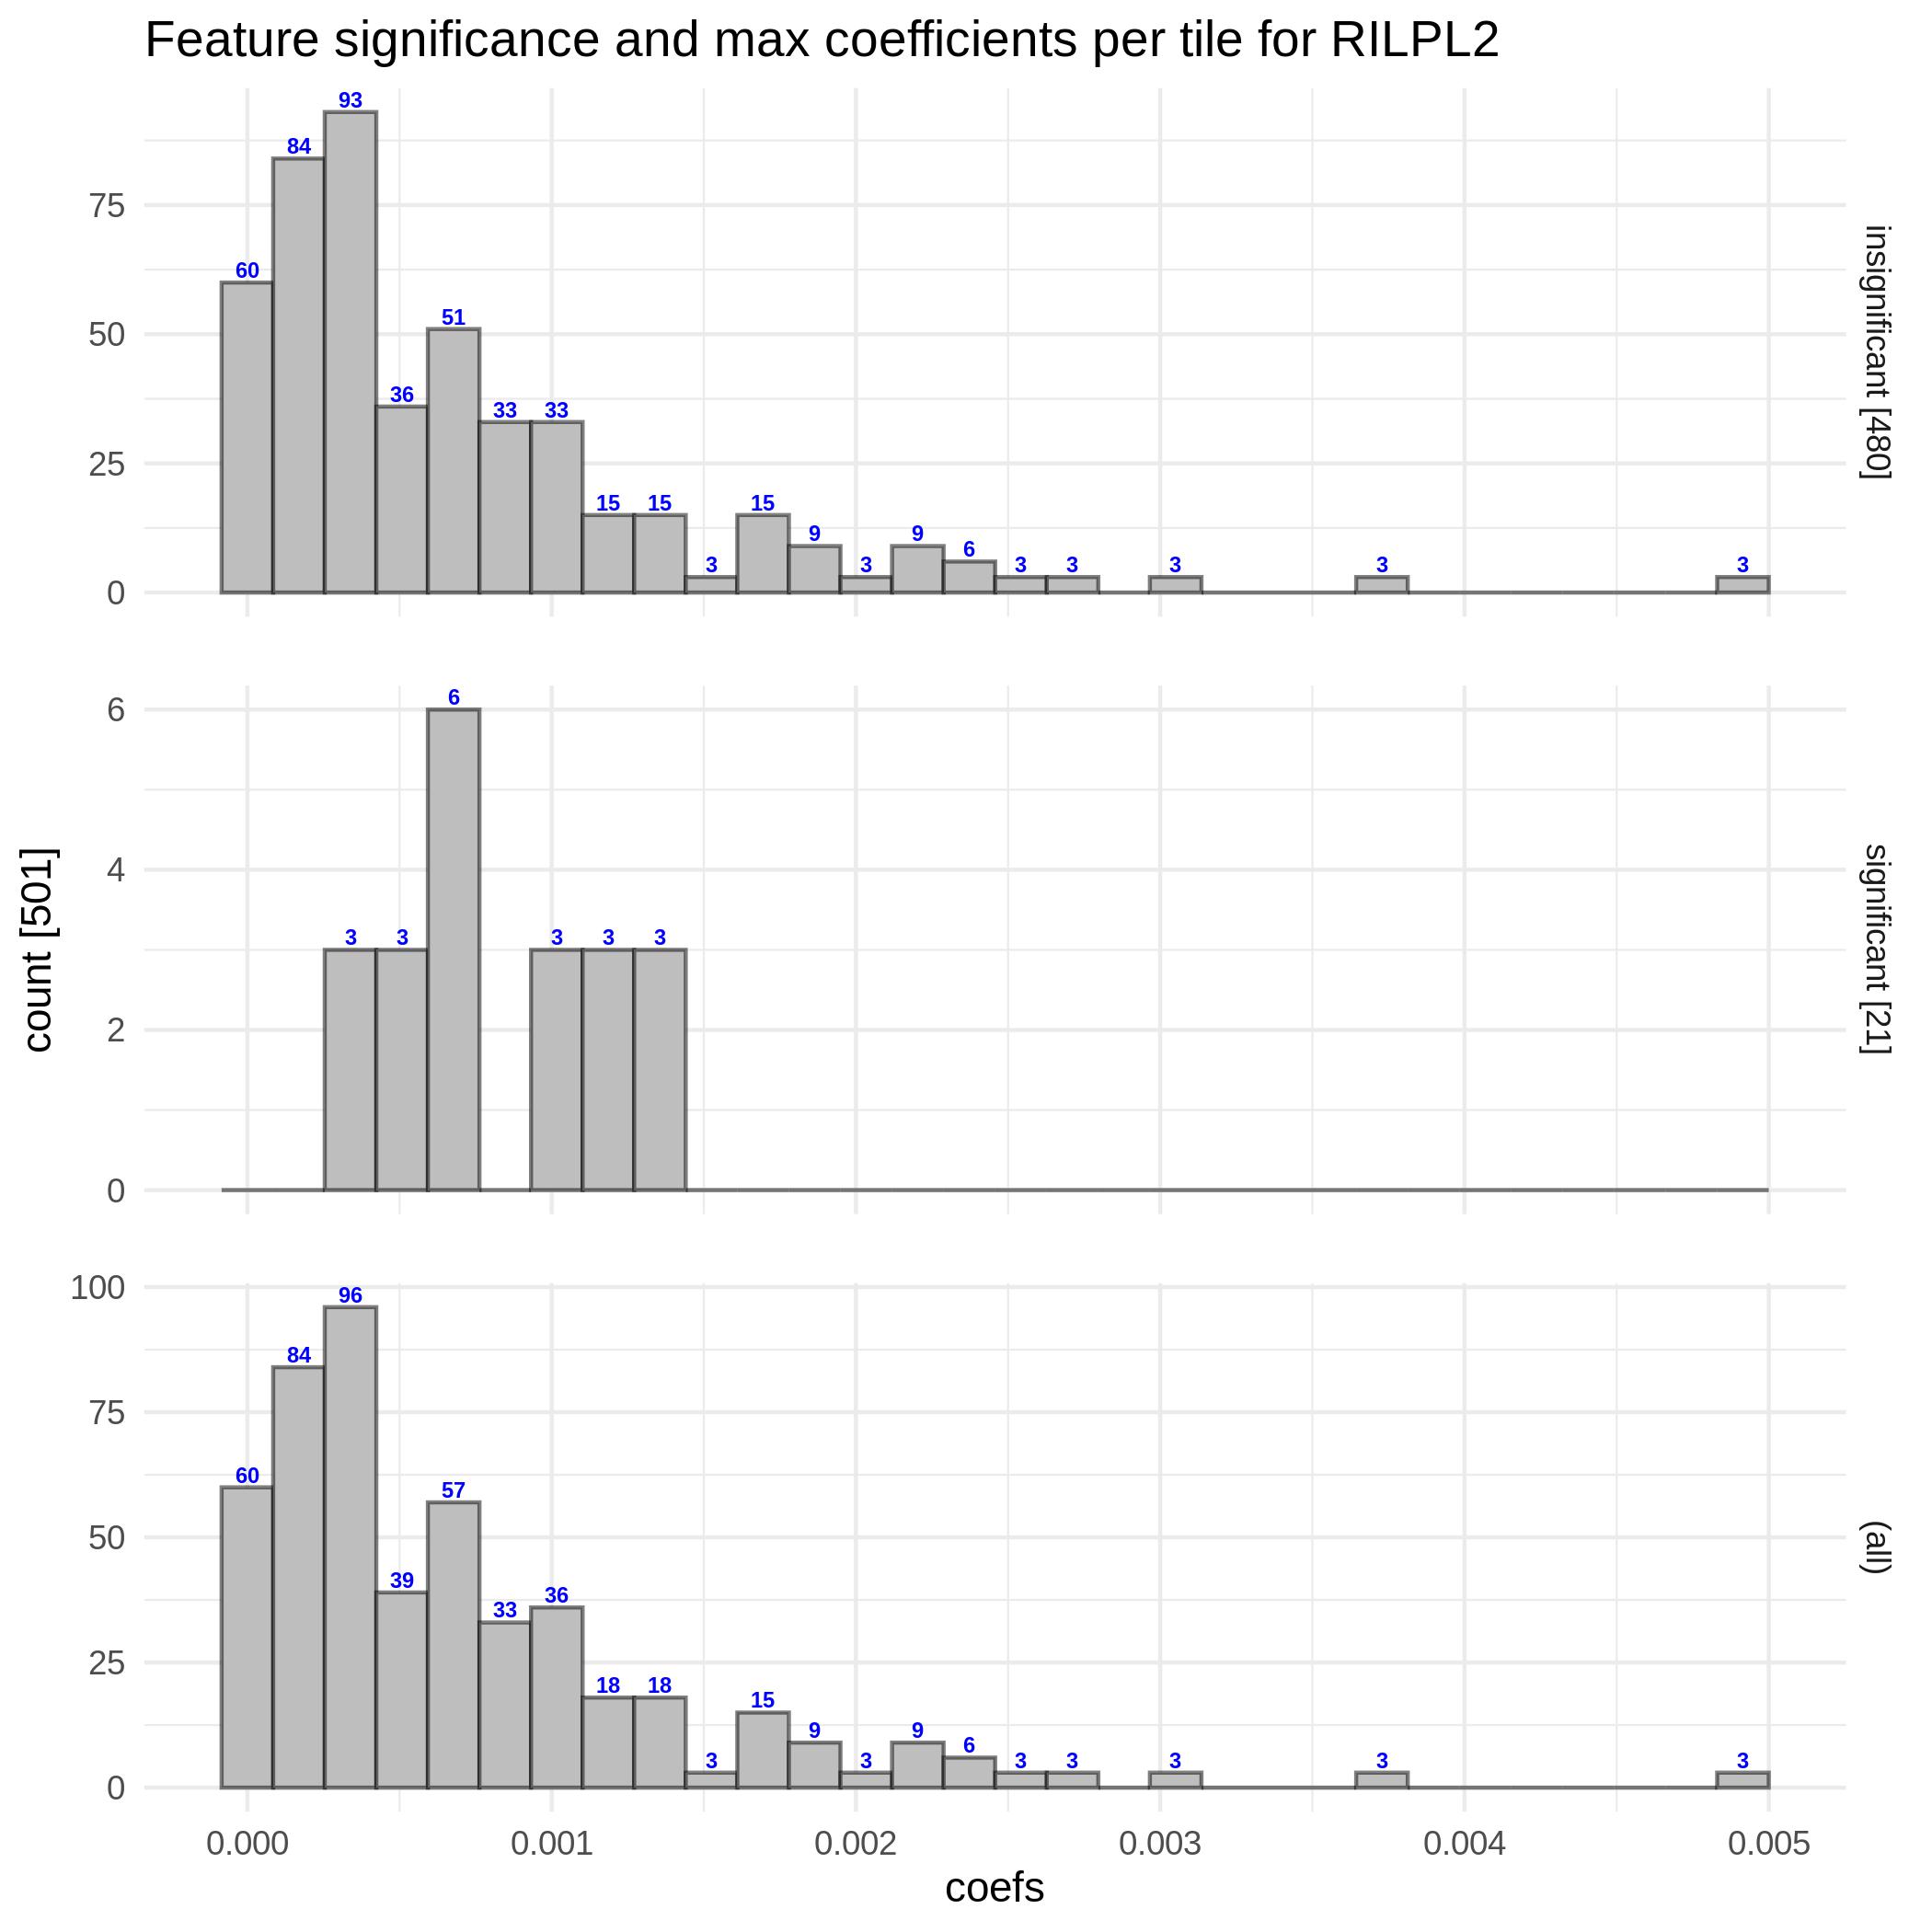 Feature significance and max coefficients per tile for RILPL2
93
84
75
60
51
50
36
33 33
25
15 15 3 15 9 3 9 6 3 3 3 3 3
0
insignificant [480]
6
6
4
3 3 3 3 3
2
0
significant [21]
count [501]
100
96
84
75
60
57
50
39
33 36
25
18 18 3 15 9 3 9 6 3 3 3 3 3
0
(all)
0.000 0.001 0.002 0.003 0.004 0.005
coefs